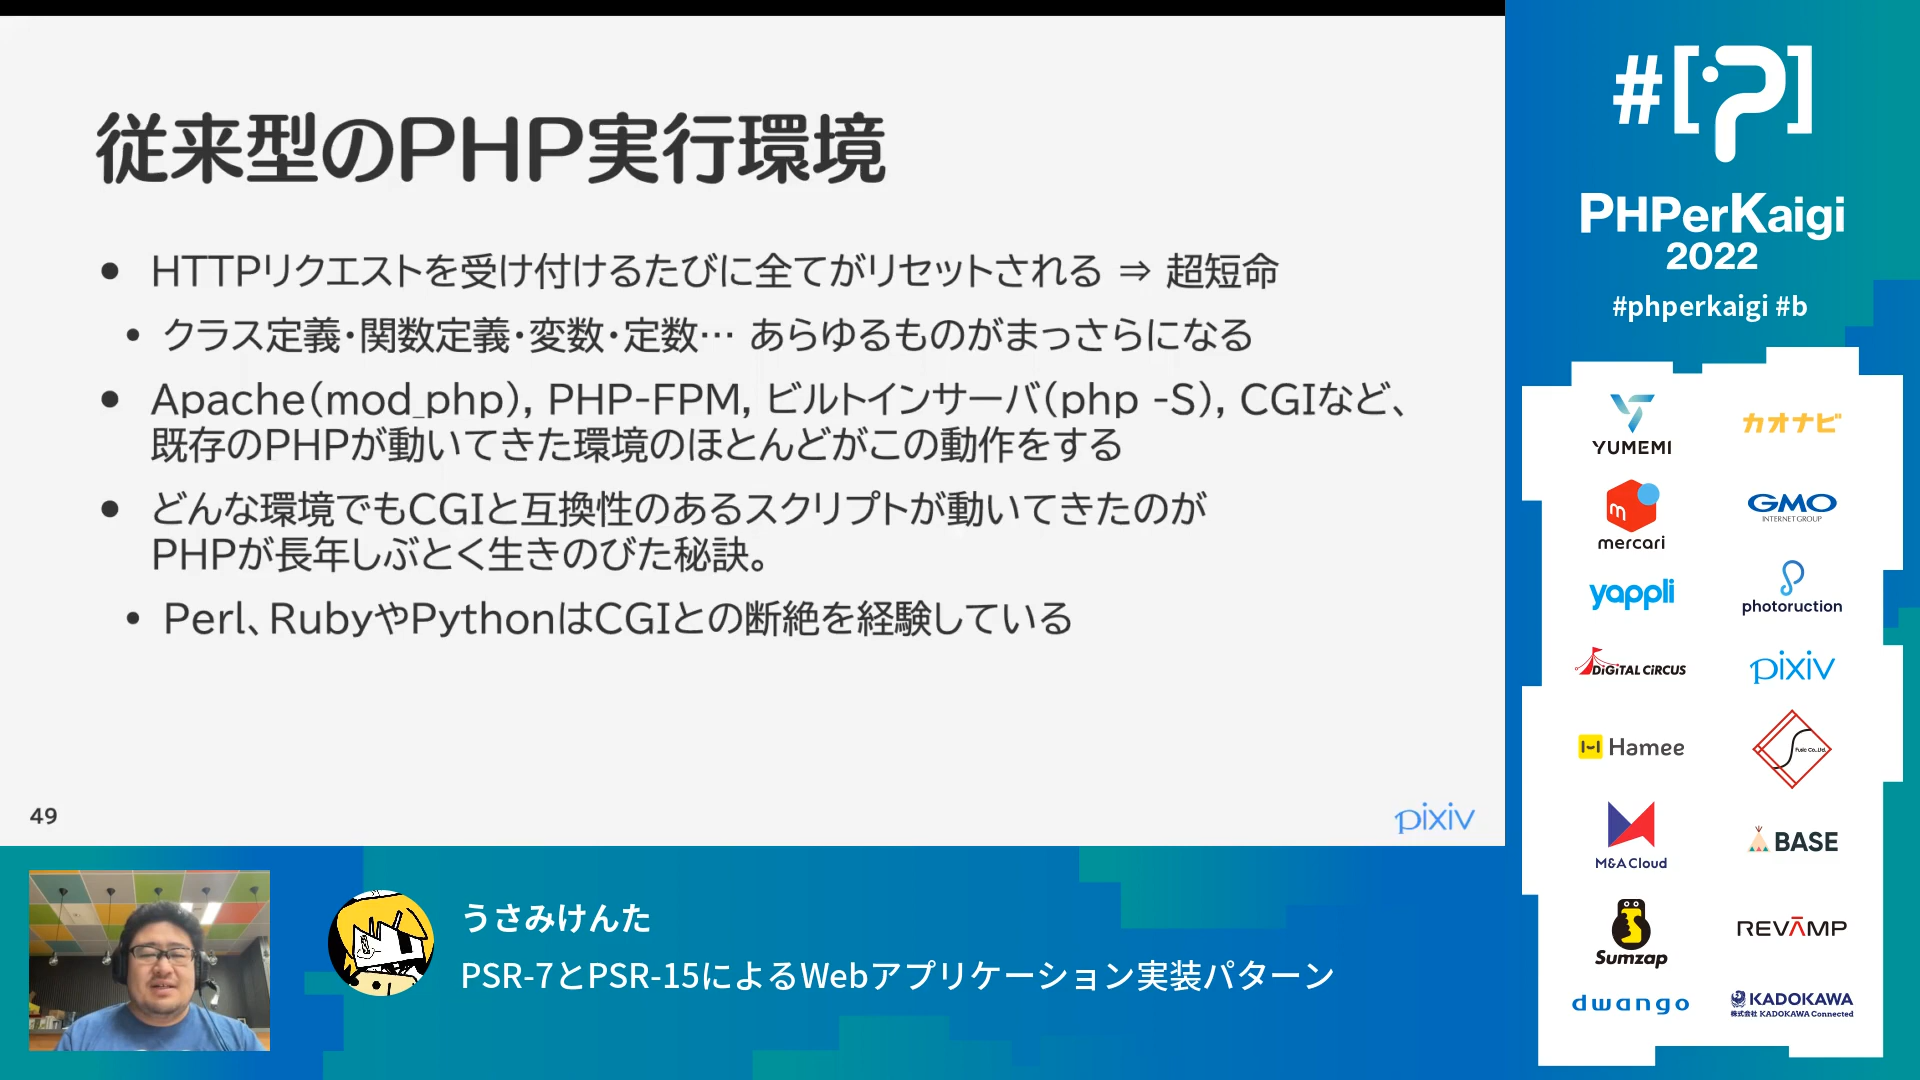 従来型のPHP実行環境
● HTTPリクエストを受け付けるたびに全てがリセットされる ⇒ 超短命
• クラス定義・関数定義・変数・定数… あらゆるものがまっさらになる
● Apache(mod_php), PHP-FPM, ビルトインサーバ(php -S), CGIなど、
既存のPHPが動いてきた環境のほとんどがこの動作をする
● どんな環境でもCGIと互換性のあるスクリプトが動いてきたのが
PHPが長年しぶとく生きのびた秘訣。
• Perl、RubyやPythonはCGIとの断絶を経験している
49
pixiv
うさみけんた
PSR-7とPSR-15によるWebアプリケーション実装パターン
#[?]
PHPerKaigi
2022
#phperkaigi #b
YUMEMI
カオナビ
mercari
GMO
INTERNET GROUP
yappli
photoruction
DIGITAL CIRCUS
pixiv
Hamee
Fusic Co.,Ltd.
M&A Cloud
BASE
Sumzap
REVAMP
dwango
KADOKAWA
株式会社 KADOKAWA Connected